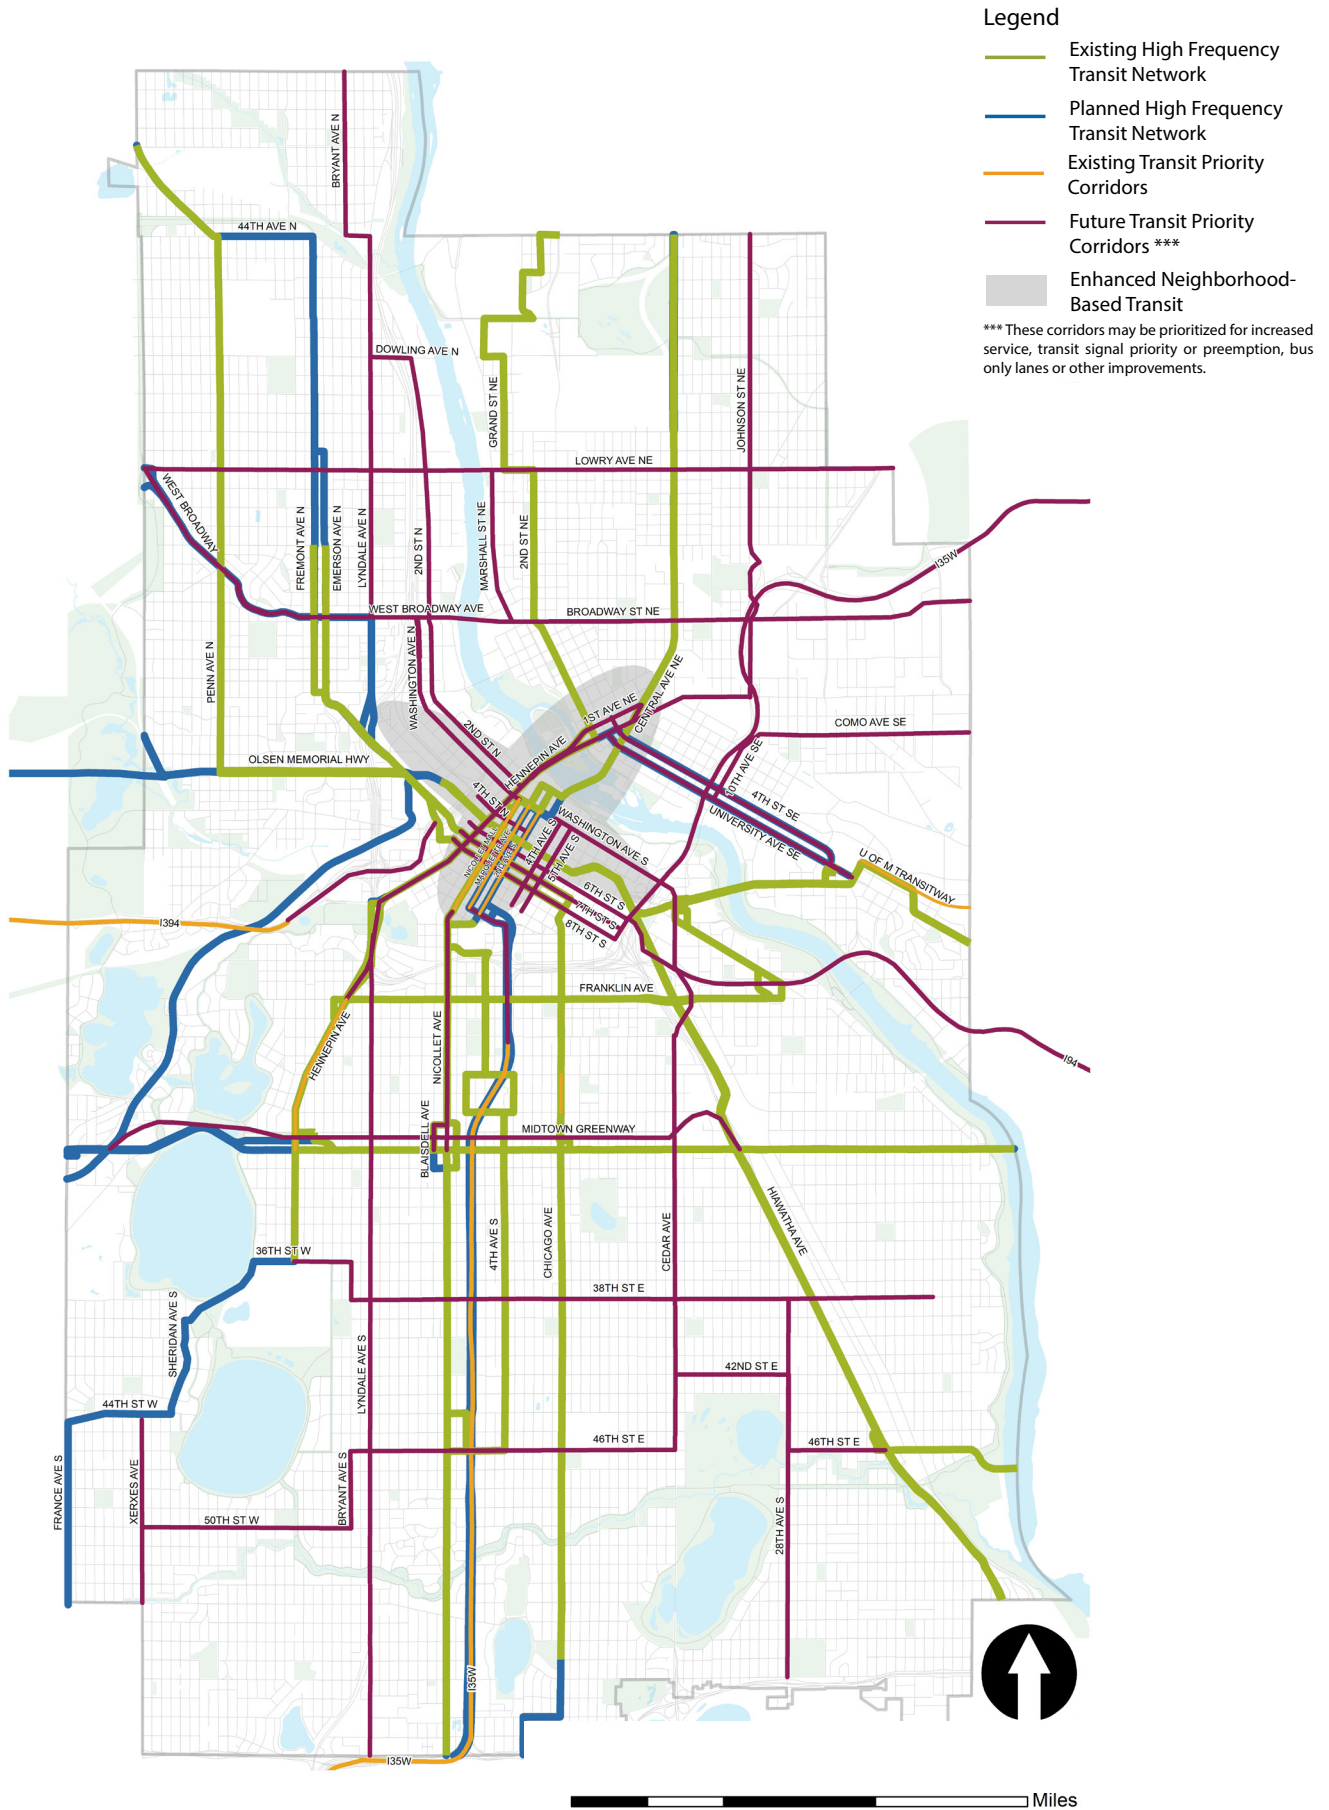 Legend
Existing High Frequency
Transit Network
Planned High Frequency
Transit Network
Existing Transit Priority
Corridors
Future Transit Priority
Corridors ***
Enhanced Neighborhood-
Based Transit
*** These corridors may be prioritized for increased
service, transit signal priority or preemption, bus
only lanes or other improvements.
BRYANT AVE N
44TH AVE N
DOWLING AVE N
GRAND ST NE
JOHNSON ST NE
LOWRY AVE NE
WEST BROADWAY
FREMONT AVE N
EMERSON AVE N
LYNDALE AVE N
2ND ST N
MARSHALL ST NE
2ND ST NE
I35W
WEST BROADWAY AVE
BROADWAY ST NE
PENN AVE N
WASHINGTON AVE N
2ND ST N
1ST AVE NE
CENTRAL AVE NE
COMO AVE SE
OLSEN MEMORIAL HWY
HENNEPIN AVE
10TH AVE SE
4TH ST SE
UNIVERSITY AVE SE
4TH ST N
WASHINGTON AVE S
NICOLLET MALL
MARQUETTE AVE
2ND AVE S
4TH AVE S
5TH AVE S
U OF M TRANSITWAY
6TH ST S
7TH ST S
8TH ST S
I394
FRANKLIN AVE
HENNEPIN AVE
NICOLLET AVE
I94
BLAISDELL AVE
MIDTOWN GREENWAY
HIAWATHA AVE
36TH ST W
4TH AVE S
CHICAGO AVE
CEDAR AVE
38TH ST E
SHERIDAN AVE S
LYNDALE AVE S
42ND ST E
44TH ST W
46TH ST E
46TH ST E
FRANCE AVE S
XERXES AVE
BRYANT AVE S
50TH ST W
28TH AVE S
I35W
I35W
Miles